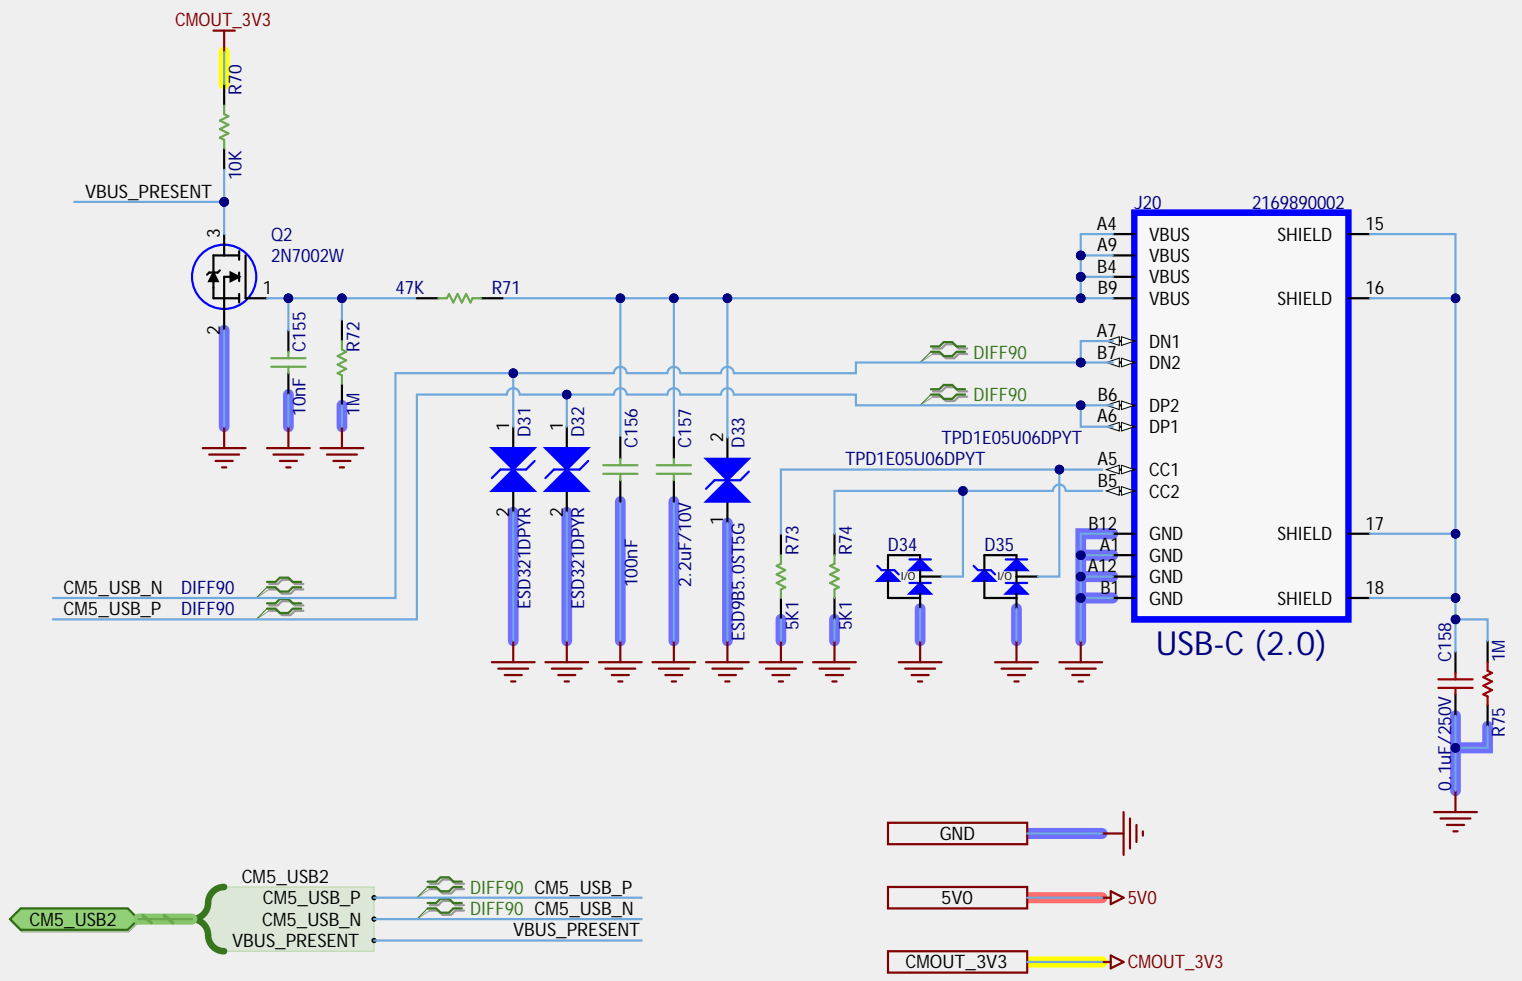 CMOUT_3V3
R70
10K
VBUS_PRESENT
3
Q2
2N7002W
1
2
C155
10nF
R72
1M
47K
R71
J20
2169890002
A4
VBUS
SHIELD
15
A9
VBUS
B4
VBUS
B9
VBUS
SHIELD
16
A7
DN1
DIFF90
B7
DN2
DIFF90
B6
DP2
A6
DP1
TPD1E05U06DPYT
TPD1E05U06DPYT
A5
CC1
B5
CC2
B12
GND
SHIELD
17
A1
GND
A12
GND
B1
GND
SHIELD
18
USB-C (2.0)
1
D31
2
ESD321DPYR
1
D32
2
ESD321DPYR
C156
100nF
C157
2.2uF/10V
2
D33
1
ESD9B5.0ST5G
R73
5K1
R74
5K1
D34
I/O
D35
I/O
CM5_USB_N DIFF90
CM5_USB_P DIFF90
C158
0.1uF/250V
1M
R75
GND
5V0
5V0
CMOUT_3V3
CMOUT_3V3
CM5_USB2
CM5_USB2
CM5_USB_P
DIFF90 CM5_USB_P
CM5_USB_N
DIFF90 CM5_USB_N
VBUS_PRESENT
VBUS_PRESENT